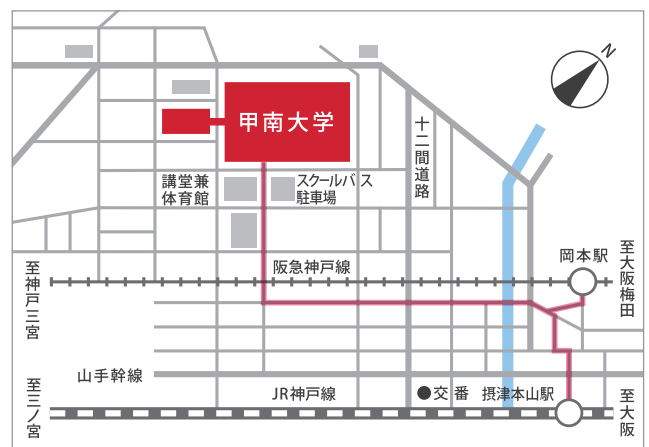 N
甲南大学
十二間道路
講堂兼
体育館
スクールバス
駐車場
岡本駅
至大阪梅田
阪急神戸線
至神戸三宮
山手幹線
至三ノ宮
JR神戸線
交番
摂津本山駅
至大阪